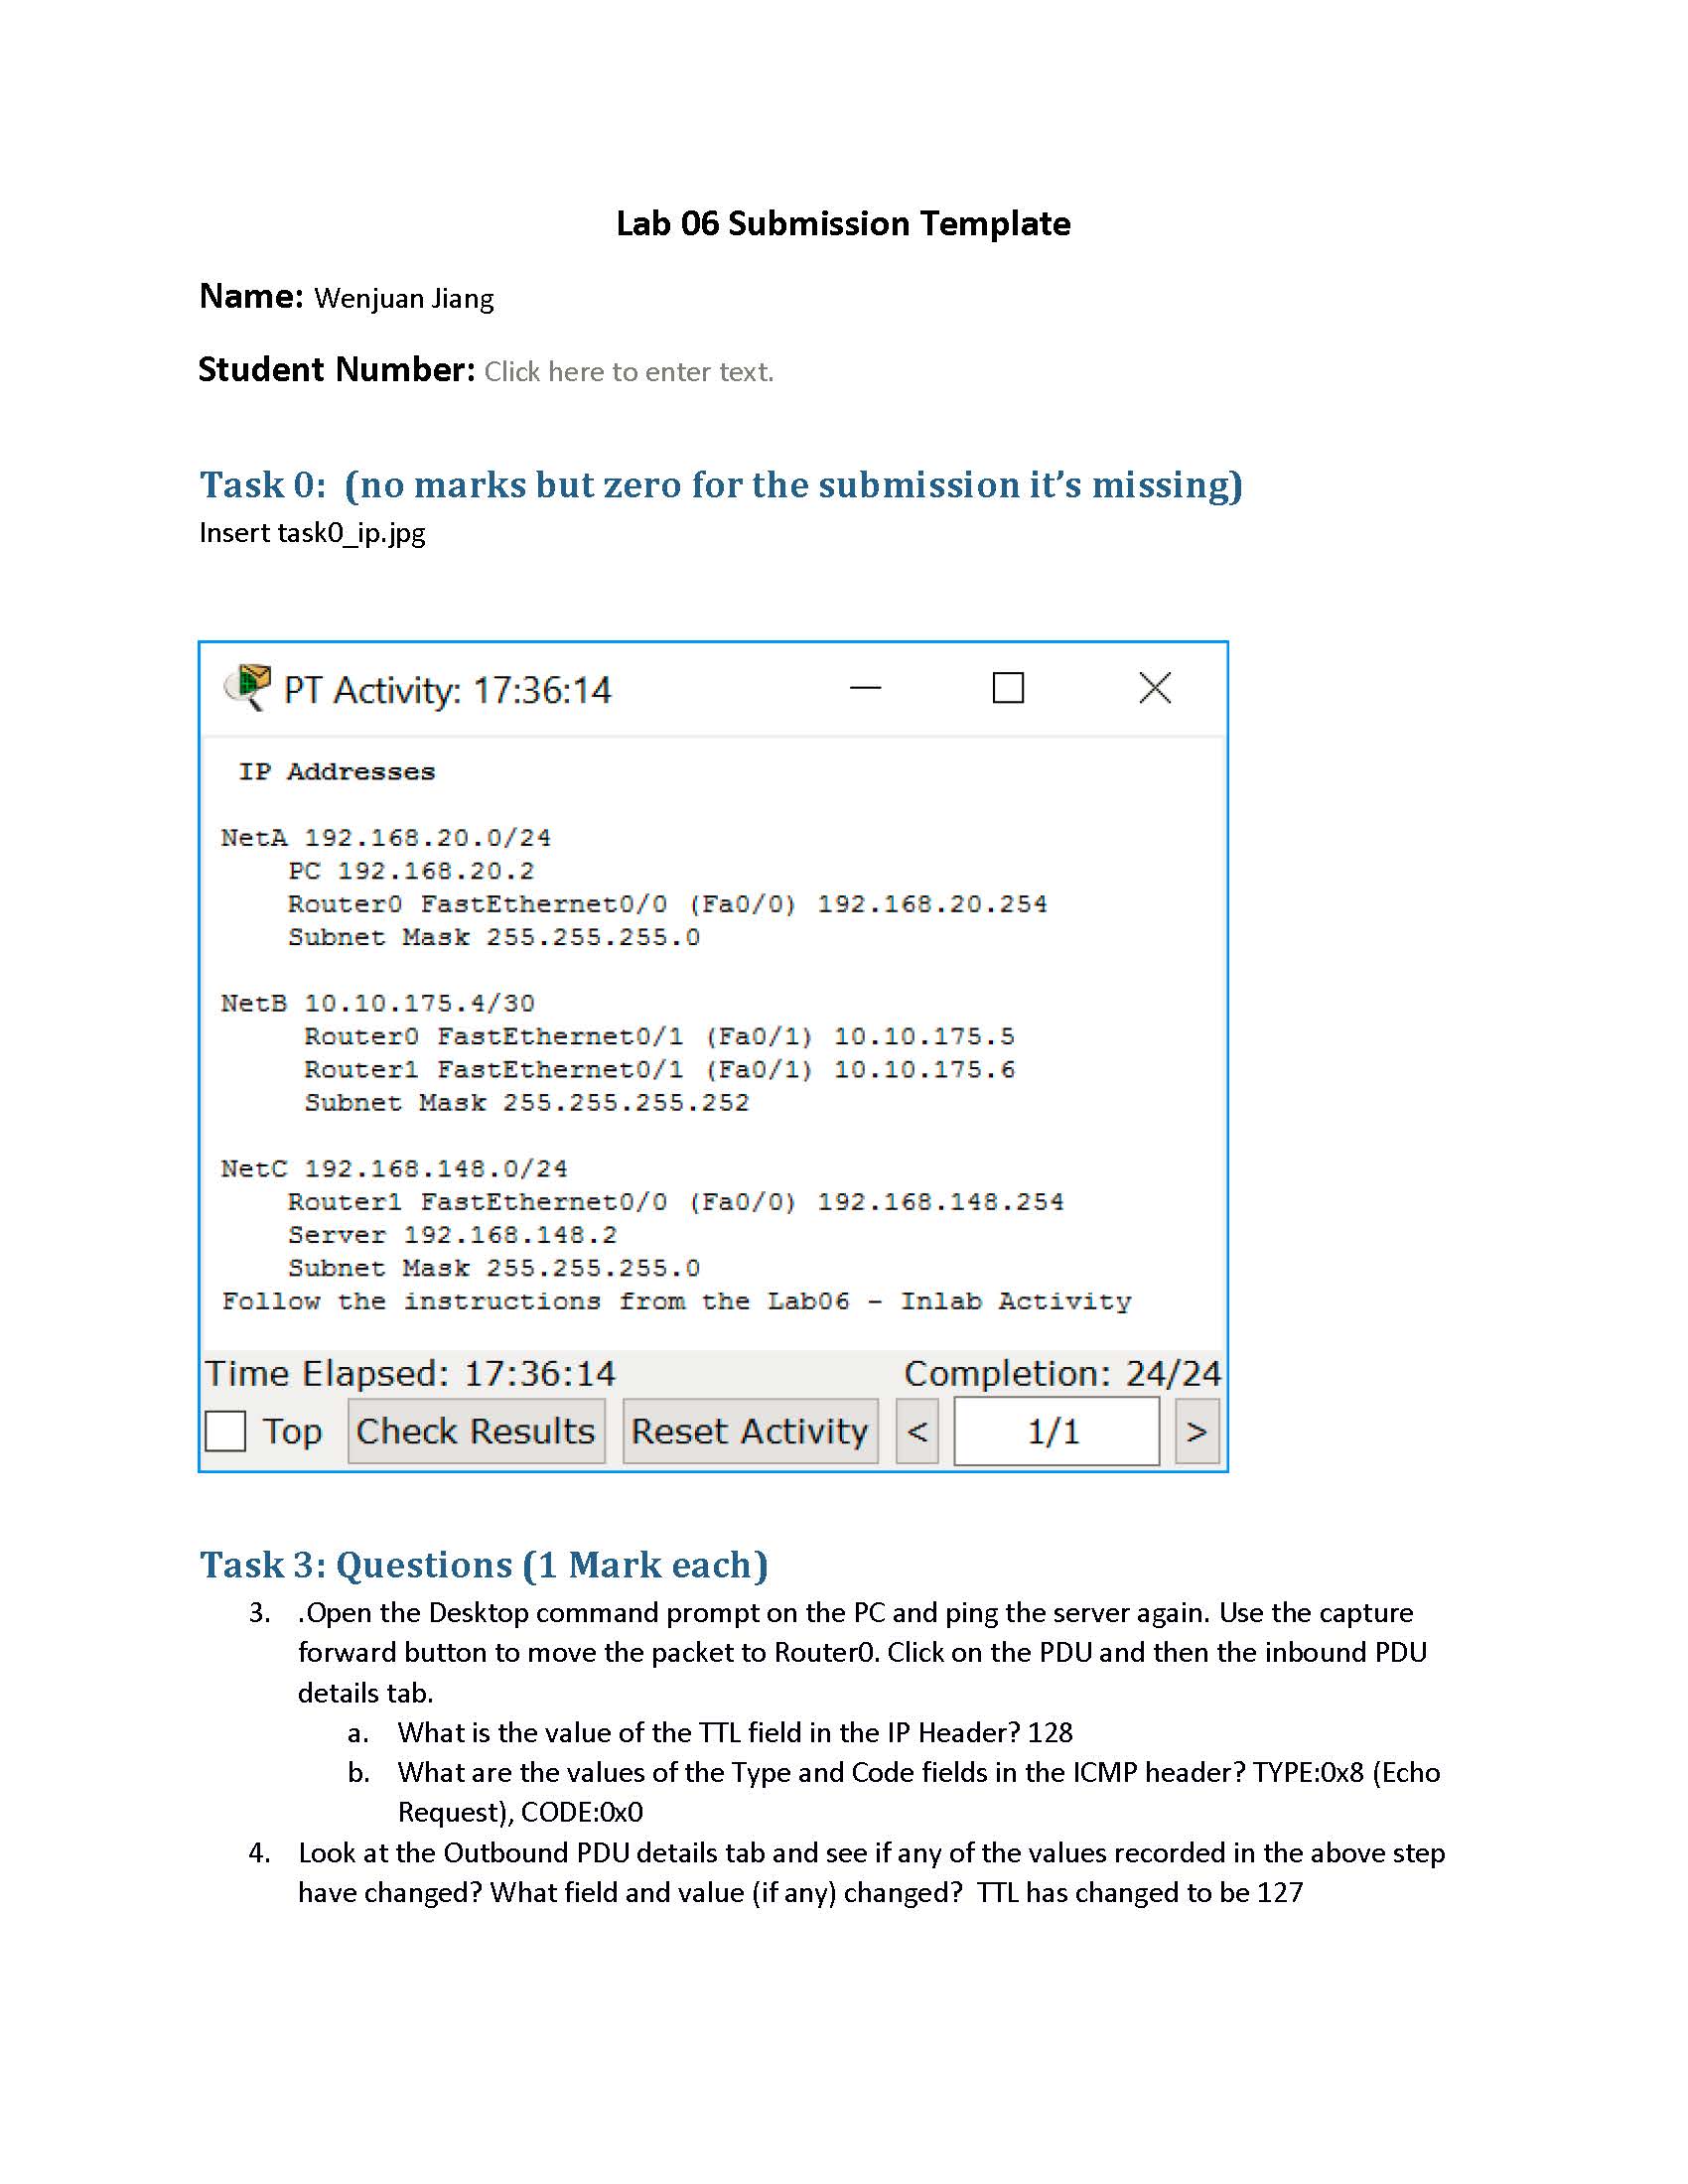 Lab 06 Submission Template
Name: Wenjuan Jiang
Student Number: Click here to enter text.
Task 0:  (no marks but zero for the submission it's missing)
Insert task0_ip.jpg
PT Activity: 17:36:14
IP Addresses
NetA 192.168.20.0/24
PC 192.168.20.2
Router0 FastEthernet0/0 (Fa0/0) 192.168.20.254
Subnet Mask 255.255.255.0
NetB 10.10.175.4/30
Router0 FastEthernet0/1 (Fa0/1) 10.10.175.5
Router1 FastEthernet0/1 (Fa0/1) 10.10.175.6
Subnet Mask 255.255.255.252
NetC 192.168.148.0/24
Router1 FastEthernet0/0 (Fa0/0) 192.168.148.254
Server 192.168.148.2
Subnet Mask 255.255.255.0
Follow the instructions from the Lab06 - Inlab Activity
Time Elapsed: 17:36:14 Completion: 24/24
Top Check Results Reset Activity < 1/1 >
Task 3: Questions (1 Mark each)
3. .Open the Desktop command prompt on the PC and ping the server again. Use the capture
forward button to move the packet to Router0. Click on the PDU and then the inbound PDU
details tab.
a. What is the value of the TTL field in the IP Header? 128
b. What are the values of the Type and Code fields in the ICMP header? TYPE:0x8 (Echo
Request), CODE:0x0
4. Look at the Outbound PDU details tab and see if any of the values recorded in the above step
have changed? What field and value (if any) changed?  TTL has changed to be 127